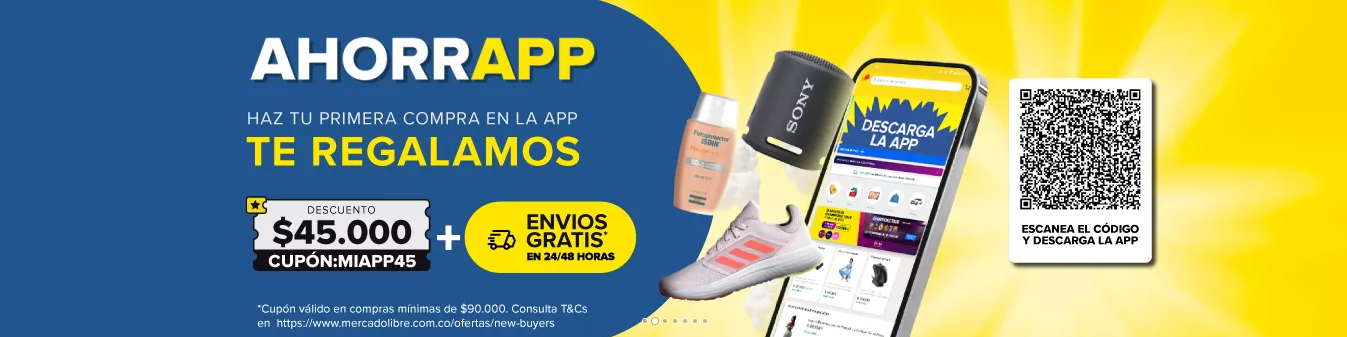 AHORRAPP
HAZ TU PRIMERA COMPRA EN LA APP
TE REGALAMOS
DESCUENTO
$45.000
CUPÓN:MIAPP45
+
ENVIOS
GRATIS*
EN 24/48 HORAS
*Cupón válido en compras mínimas de $90.000. Consulta T&Cs
en https://www.mercadolibre.com.co/ofertas/new-buyers
Fotoprotector
ISDIN
50
SONY
DESCARGA
LA APP
ESCANEA EL CÓDIGO
Y DESCARGA LA APP